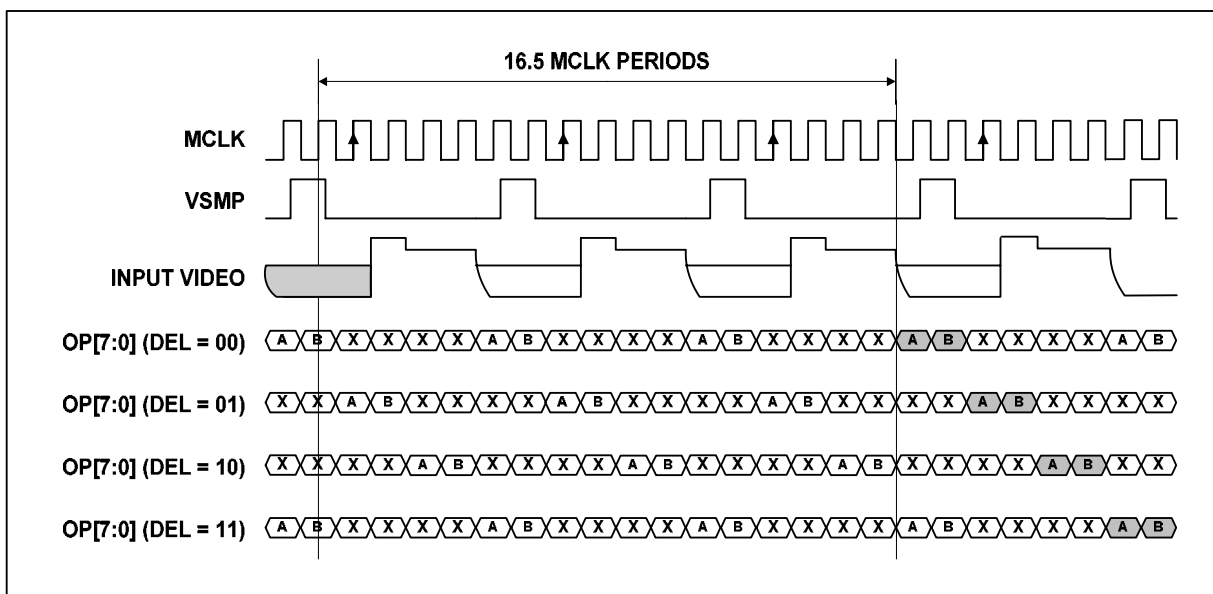 16.5 MCLK PERIODS
MCLK
VSMP
INPUT VIDEO
OP[7:0] (DEL = 00) A B X X X X A B X X X X A B X X X X A B X X X X A B
OP[7:0] (DEL = 01) X X A B X X X X A B X X X X A B X X X X A B X X X X
OP[7:0] (DEL = 10) X X X X A B X X X X A B X X X X A B X X X X A B X X
OP[7:0] (DEL = 11) A B X X X X A B X X X X A B X X X X A B X X X X A B